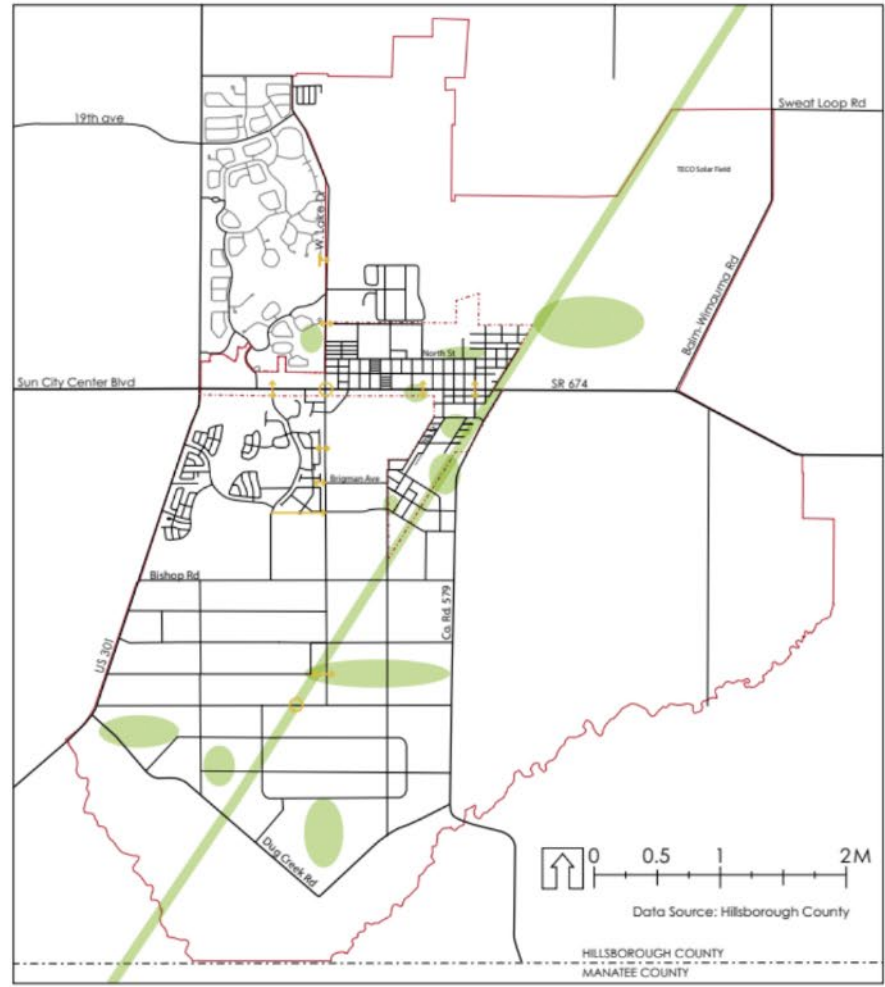 Sweat Loop Rd
19th ave
TECO Solar Field
W. Lake Dr
Balm-Wimauma Rd
North St
Sun City Center Blvd
SR 674
Brigman Ave
Bishop Rd
Co. Rd. 579
US 301
Dug Creek Rd
0 0.5 1 2M
Data Source: Hillsborough County
HILLSBOROUGH COUNTY
MANATEE COUNTY